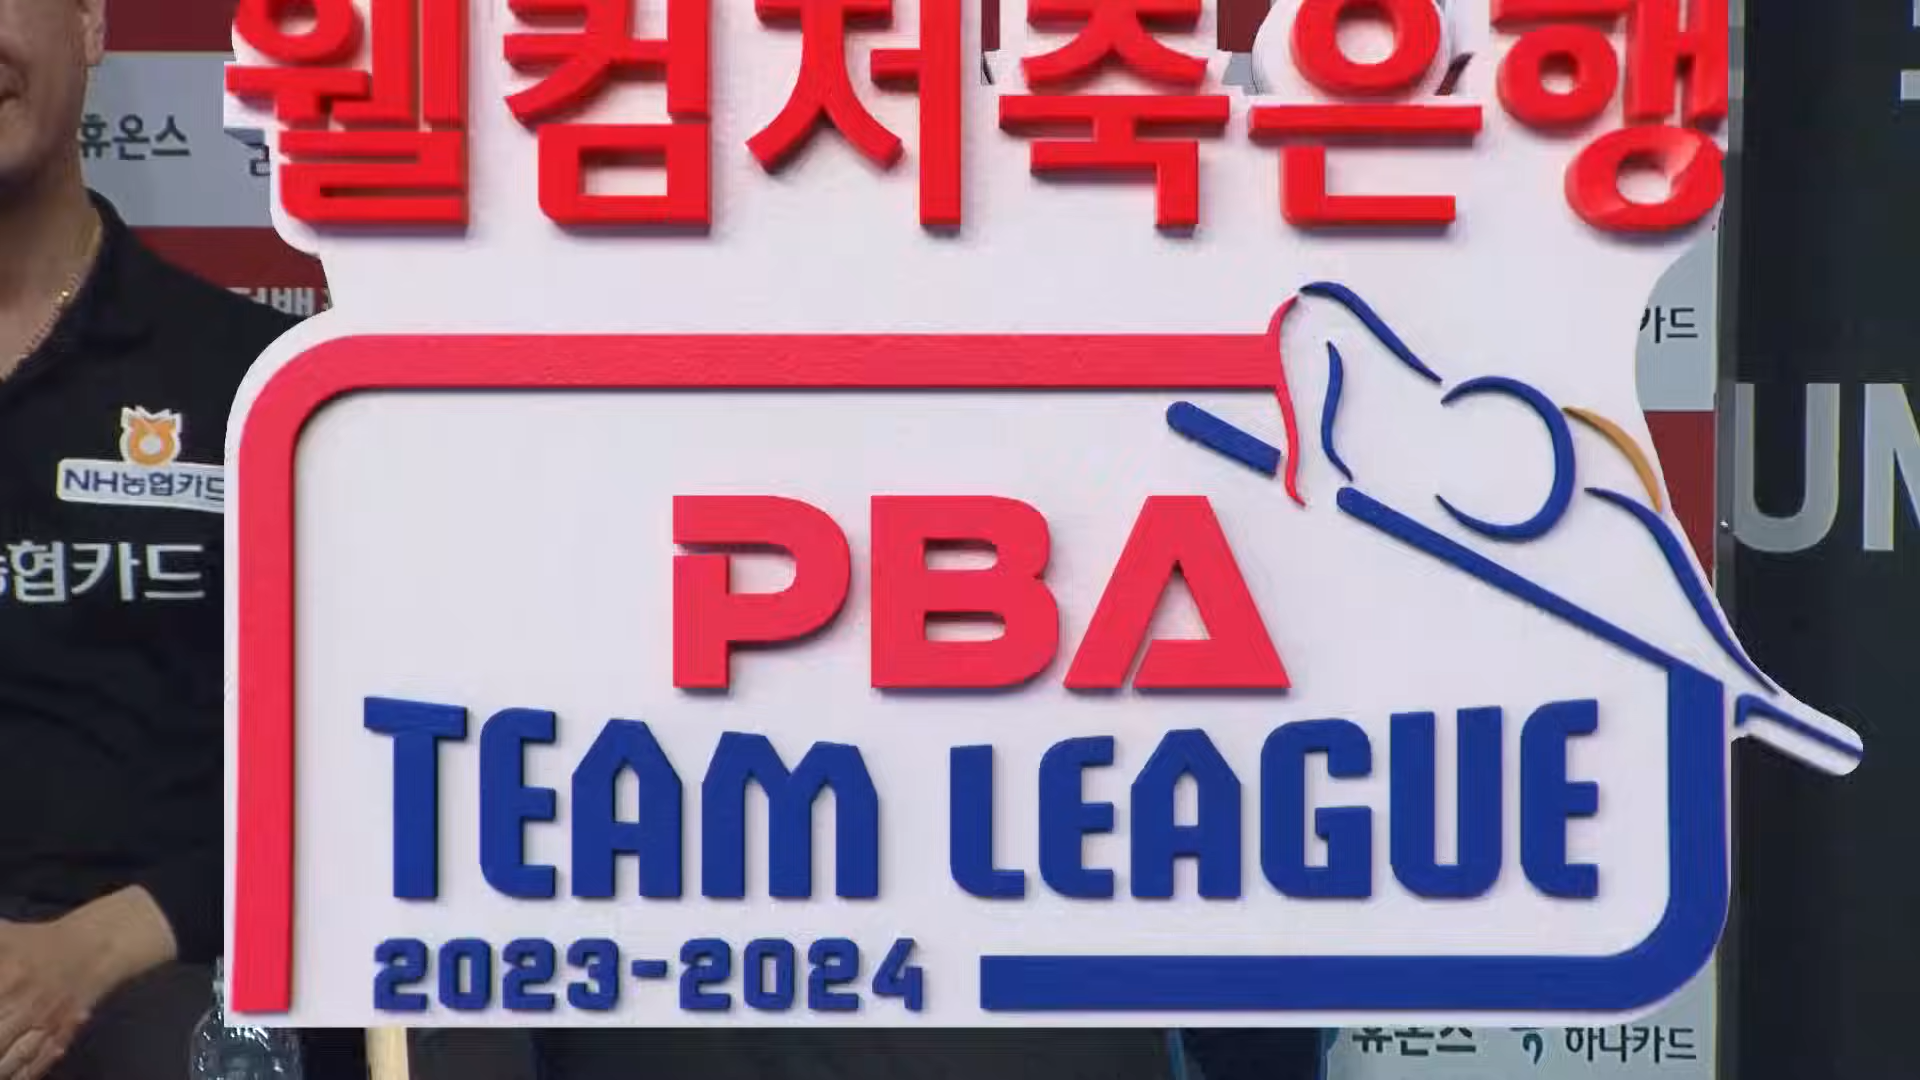 웰컴저축은행
휴온스
카드
NH농협카드
농협카드
PBA
TEAM LEAGUE
2023-2024
휴온스 하나카드